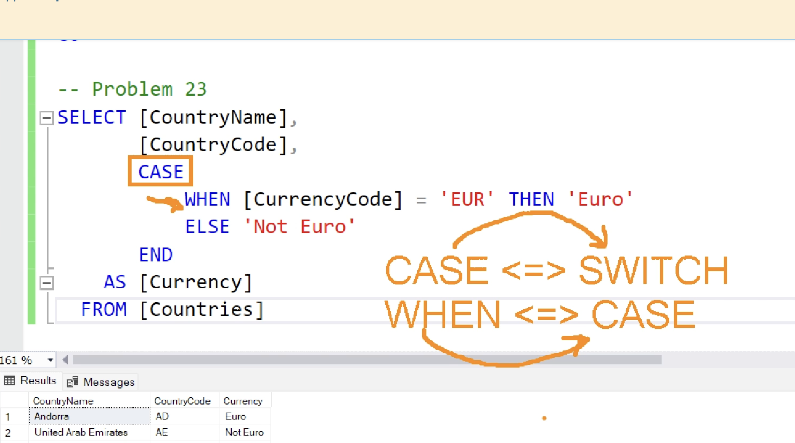 -- Problem 23
SELECT [CountryName],
[CountryCode],
CASE
WHEN [CurrencyCode] = 'EUR' THEN 'Euro'
ELSE 'Not Euro'
END
AS [Currency]
FROM [Countries]
CASE <=> SWITCH
WHEN <=> CASE
161 %
Results Messages
CountryName CountryCode Currency
1 Andorra AD Euro
2 United Arab Emirates AE Not Euro